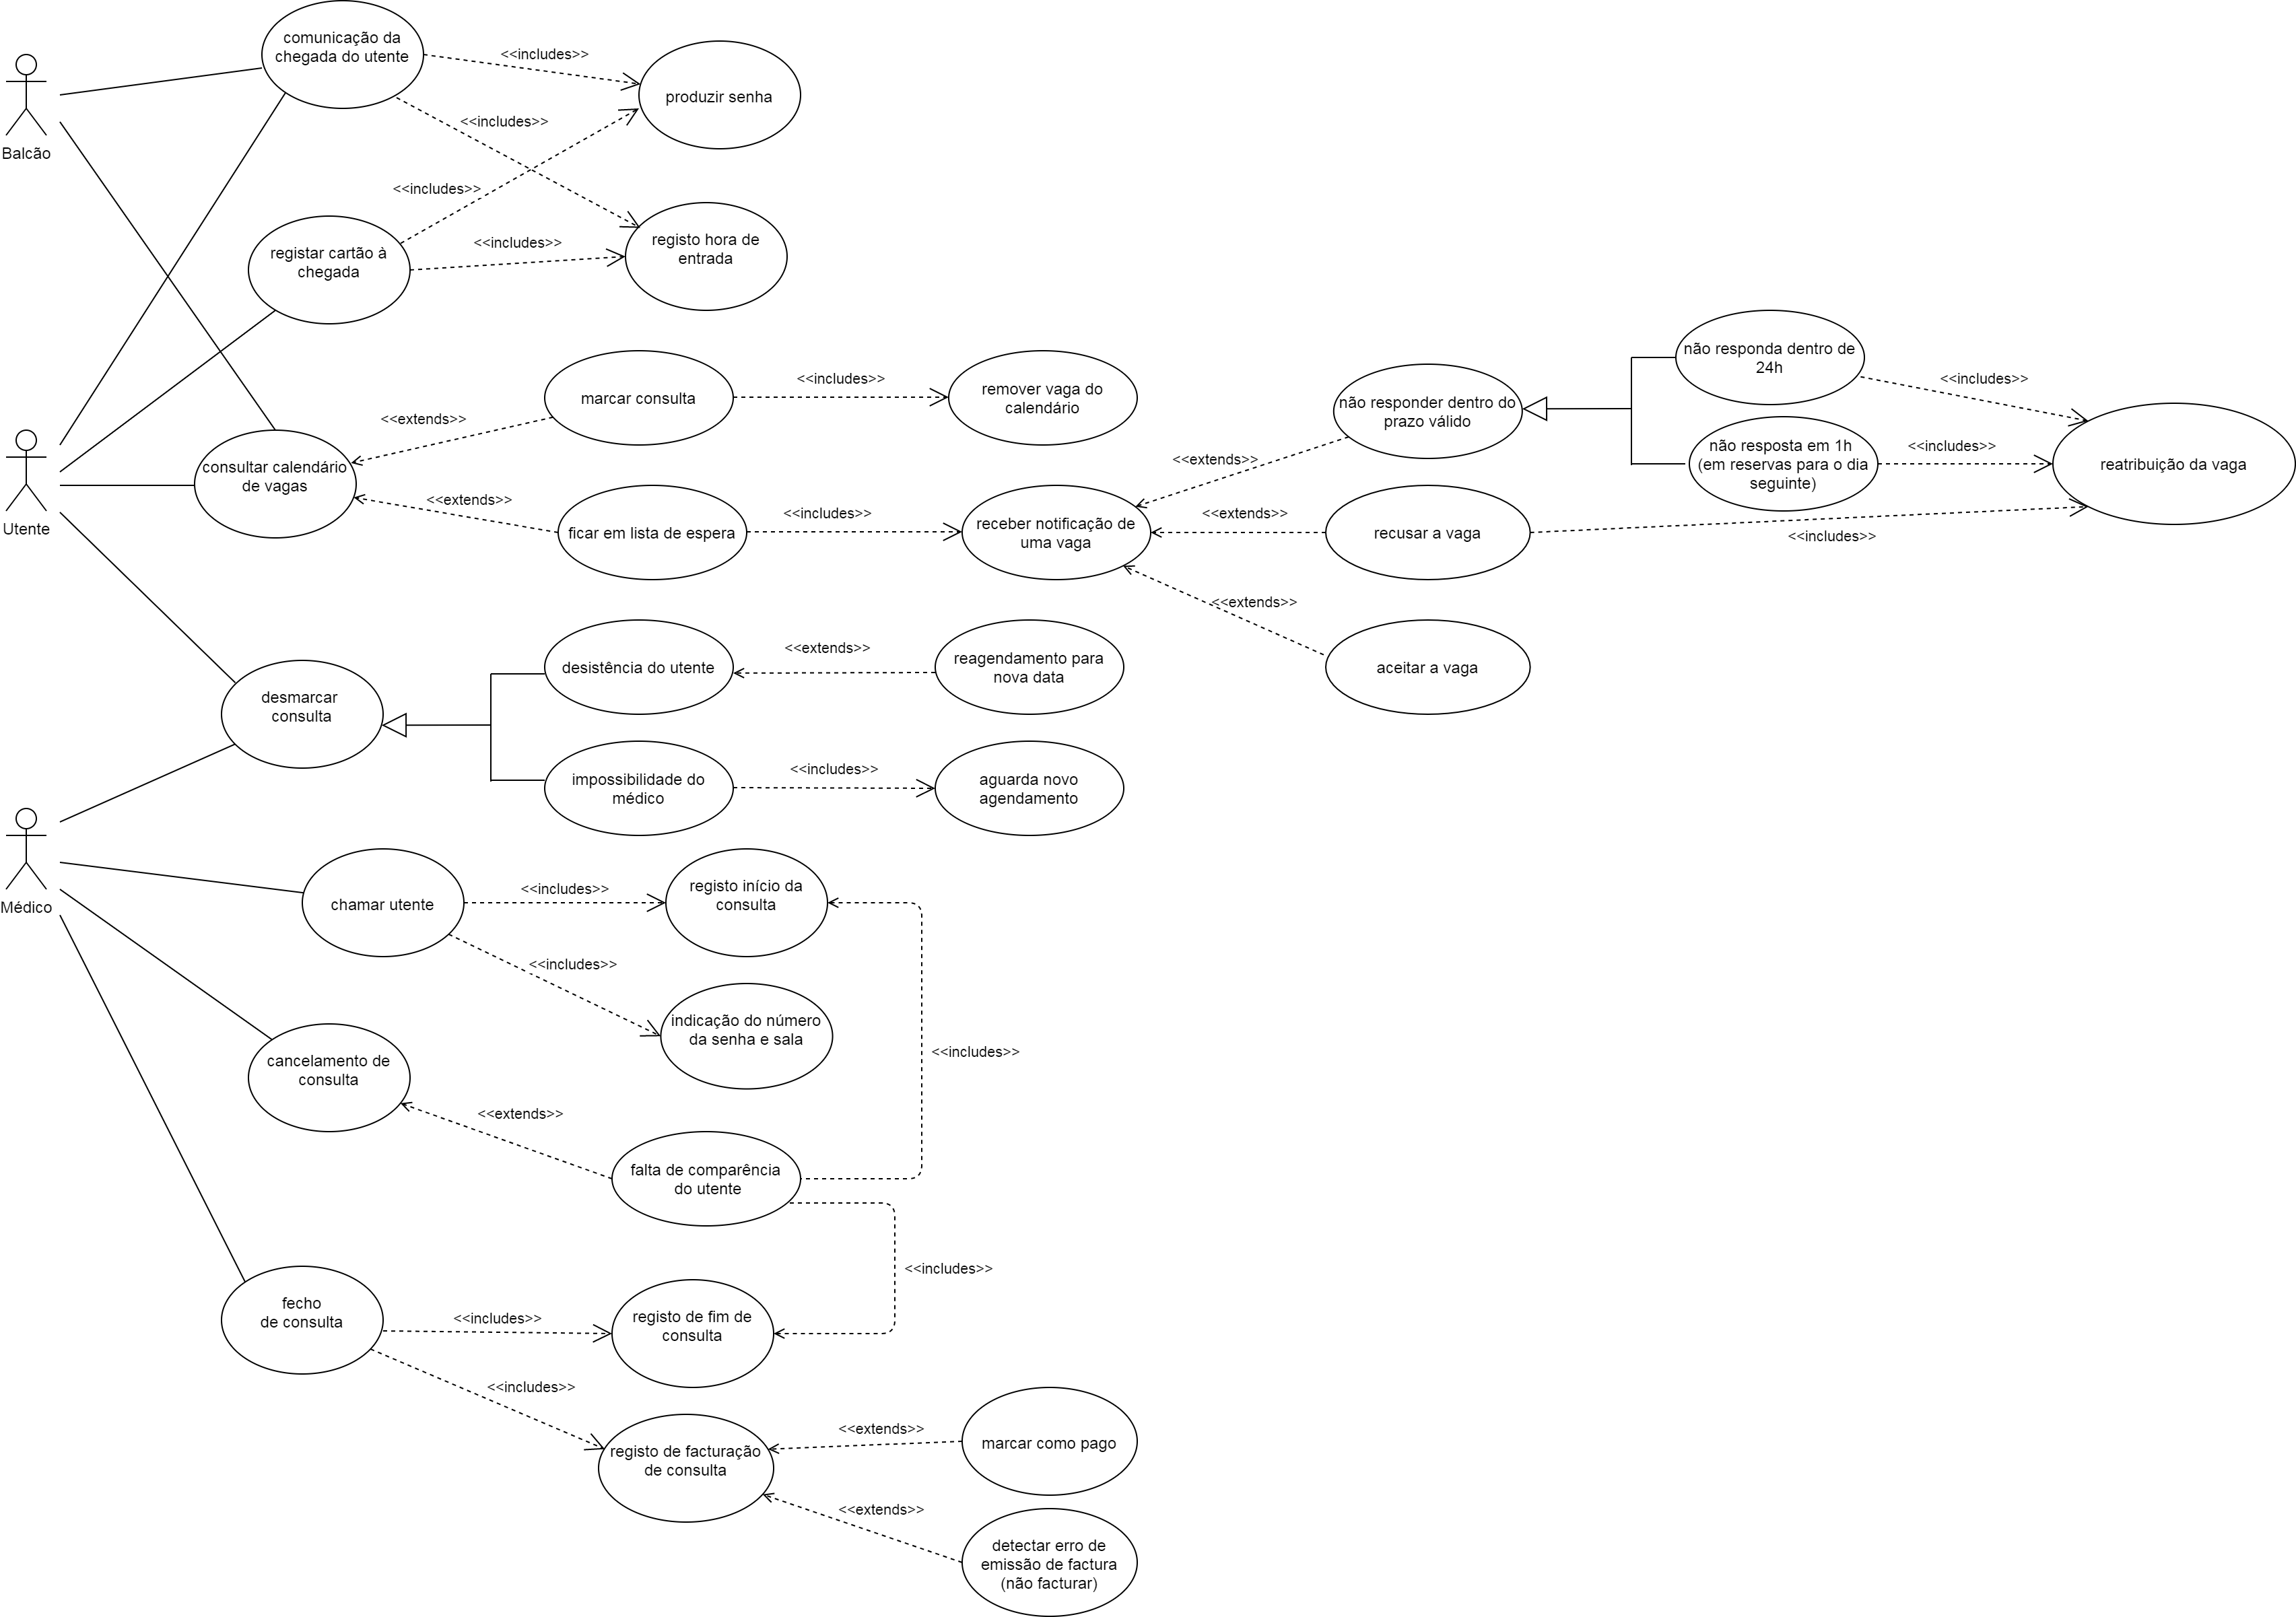 comunicação da
chegada do utente
<<includes>>
produzir senha
<<includes>>
Balcão
<<includes>>
registar cartão à
chegada
<<includes>>
registo hora de
entrada
não responda dentro de
24h
<<includes>>
marcar consulta
<<includes>>
remover vaga do
calendário
não responder dentro do
prazo válido
<<extends>>
não resposta em 1h
(em reservas para o dia
seguinte)
<<includes>>
reatribuição da vaga
<<extends>>
consultar calendário
de vagas
<<extends>>
ficar em lista de espera
<<includes>>
receber notificação de
uma vaga
<<extends>>
recusar a vaga
<<includes>>
Utente
<<extends>>
aceitar a vaga
desmarcar
consulta
desistência do utente
<<extends>>
reagendamento para
nova data
impossibilidade do
médico
<<includes>>
aguarda novo
agendamento
Médico
chamar utente
<<includes>>
registo início da
consulta
<<includes>>
indicação do número
da senha e sala
<<includes>>
cancelamento de
consulta
<<extends>>
falta de comparência
do utente
<<includes>>
fecho
de consulta
<<includes>>
registo de fim de
consulta
<<includes>>
registo de facturação
de consulta
<<extends>>
marcar como pago
<<extends>>
detectar erro de
emissão de factura
(não facturar)